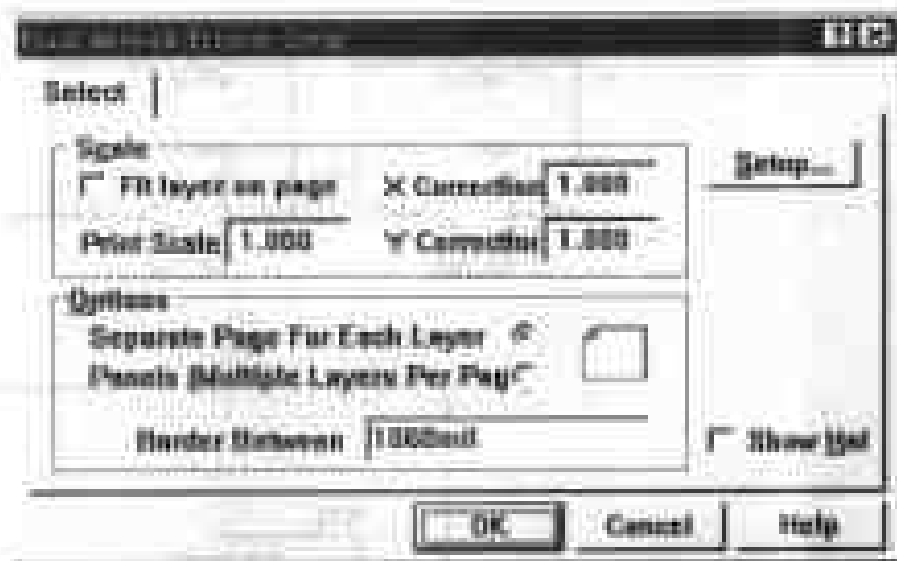 Select
Scale
Fit layer on page
X Correction 1.000
Print Scale 1.000
Y Correction 1.000
Setup...
Options
Separate Page For Each Layer
Panels (Multiple Layers Per Pag
Border Between 1000mil
Show
OK
Cancel
Help